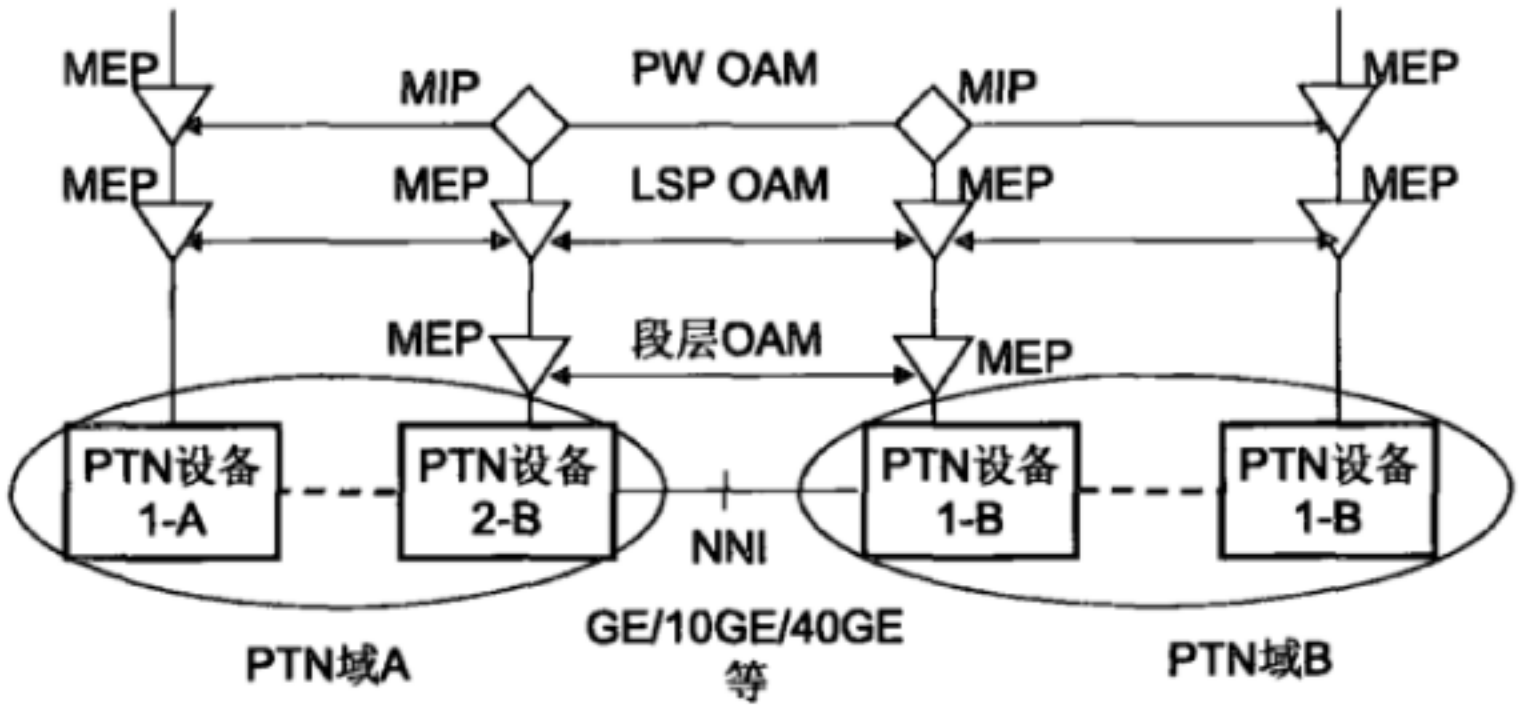 MEP
MIP
PW OAM
MIP
MEP
MEP
MEP
LSP OAM
MEP
MEP
MEP
段层OAM
MEP
PTN设备
1-A
PTN设备
2-B
PTN设备
1-B
PTN设备
1-B
NNI
GE/10GE/40GE
等
PTN域A
PTN域B